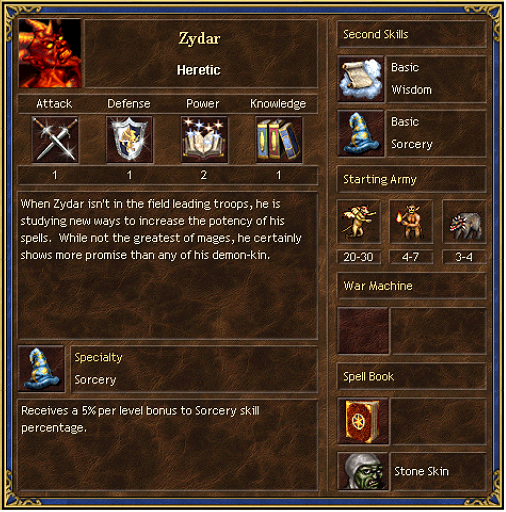 Zydar
Heretic
Attack Defense Power Knowledge
1 1 2 1
When Zydar isn't in the field leading troops, he is
studying new ways to increase the potency of his
spells. While not the greatest of mages, he certainly
shows more promise than any of his demon-kin.
Specialty
Sorcery
Receives a 5% per level bonus to Sorcery skill
percentage.
Second Skills
Basic
Wisdom
Basic
Sorcery
Starting Army
20-30 4-7 3-4
War Machine
Spell Book
Stone Skin